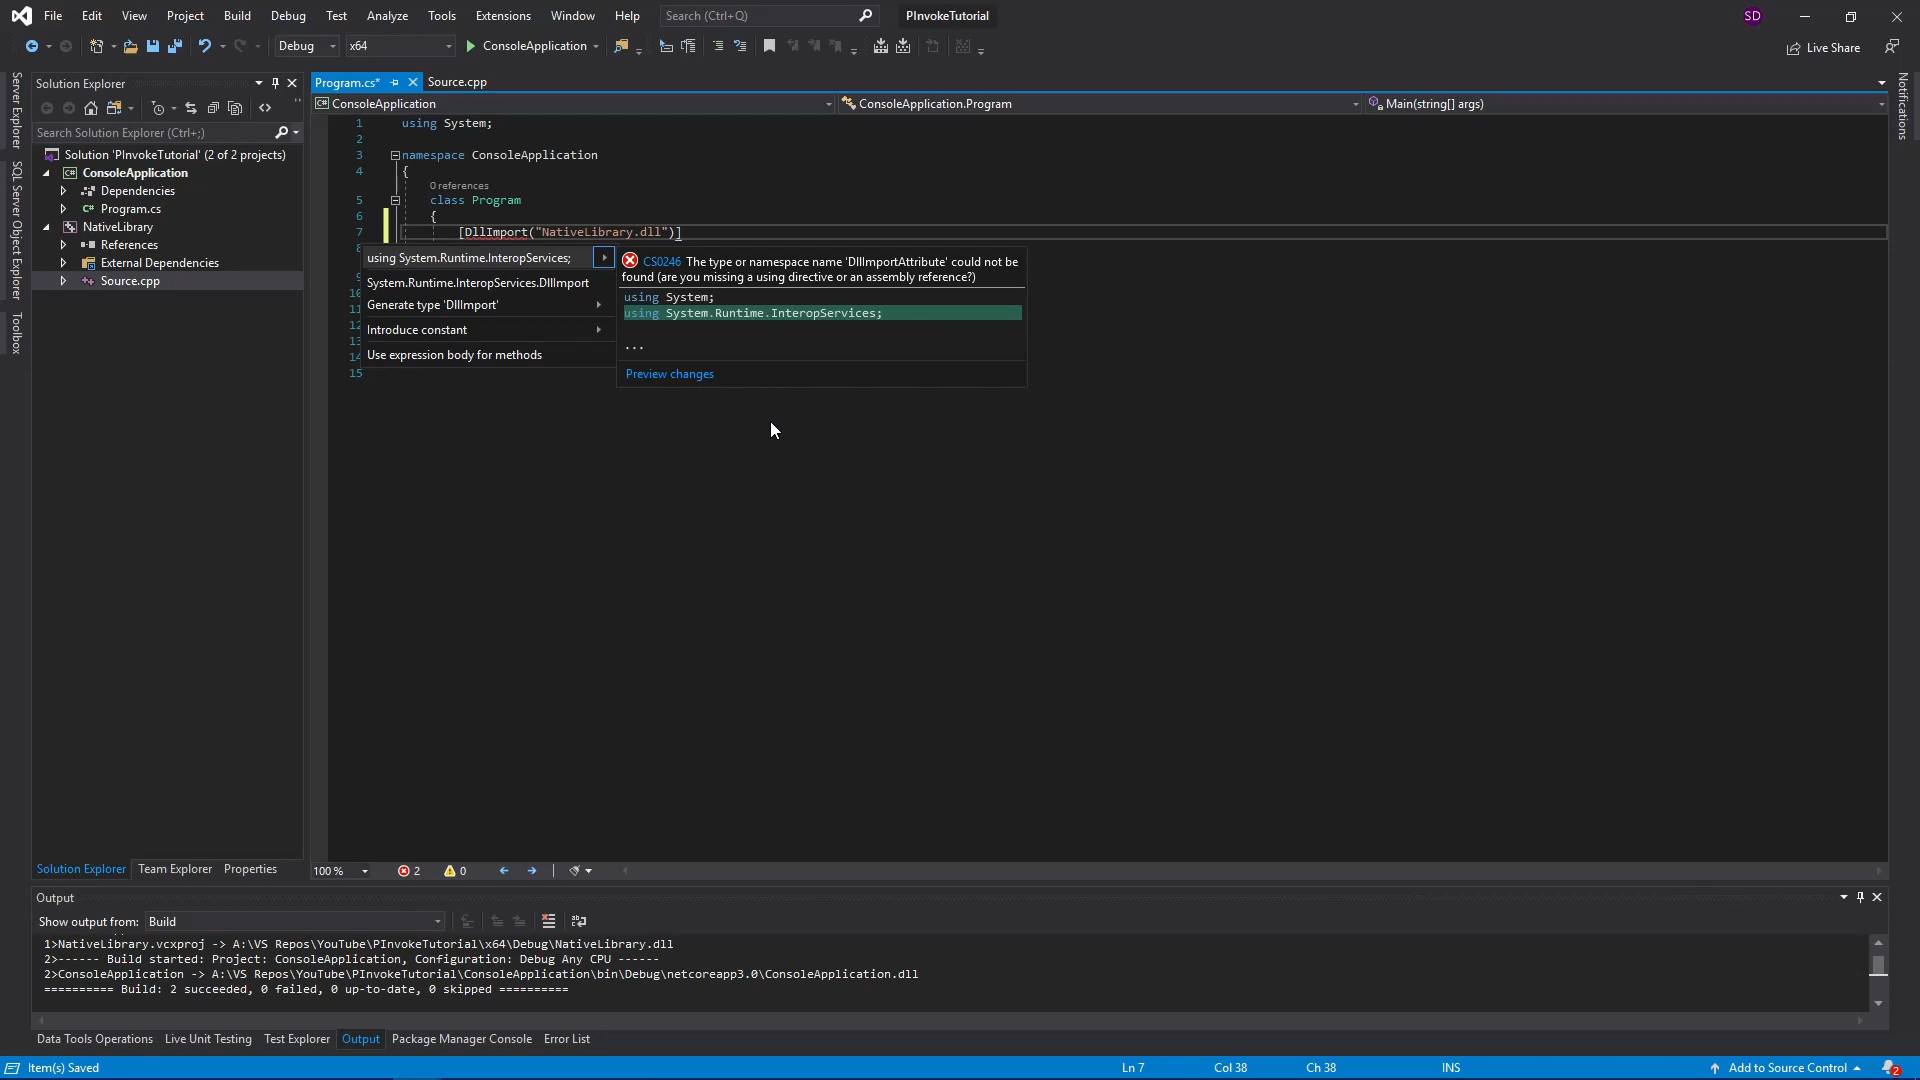 File Edit View Project Build Debug Test Analyze Tools Extensions Window Help Search (Ctrl+Q) PInvokeTutorial SD
Debug x64 ConsoleApplication Live Share
Server Explorer
SQL Server Object Explorer
Toolbox
Solution Explorer
Search Solution Explorer (Ctrl+;)
Solution 'PInvokeTutorial' (2 of 2 projects)
C# ConsoleApplication
Dependencies
C# Program.cs
NativeLibrary
References
External Dependencies
++ Source.cpp
Solution Explorer Team Explorer Properties
Program.cs* Source.cpp
C# ConsoleApplication ConsoleApplication.Program Main(string[] args)
1 using System;
2
3 namespace ConsoleApplication
4 {
0 references
5 class Program
6 {
7 [DllImport("NativeLibrary.dll")]
15
using System.Runtime.InteropServices;
System.Runtime.InteropServices.DllImport
Generate type 'DllImport'
Introduce constant
Use expression body for methods
CS0246 The type or namespace name 'DllImportAttribute' could not be
found (are you missing a using directive or an assembly reference?)
using System;
using System.Runtime.InteropServices;
...
Preview changes
Notifications
100 % 2 0
Output
Show output from: Build
1>NativeLibrary.vcxproj -> A:\VS Repos\YouTube\PInvokeTutorial\x64\Debug\NativeLibrary.dll
2>------ Build started: Project: ConsoleApplication, Configuration: Debug Any CPU ------
2>ConsoleApplication -> A:\VS Repos\YouTube\PInvokeTutorial\ConsoleApplication\bin\Debug\netcoreapp3.0\ConsoleApplication.dll
========== Build: 2 succeeded, 0 failed, 0 up-to-date, 0 skipped ==========
Data Tools Operations Live Unit Testing Test Explorer Output Package Manager Console Error List
Item(s) Saved Ln 7 Col 38 Ch 38 INS Add to Source Control 2